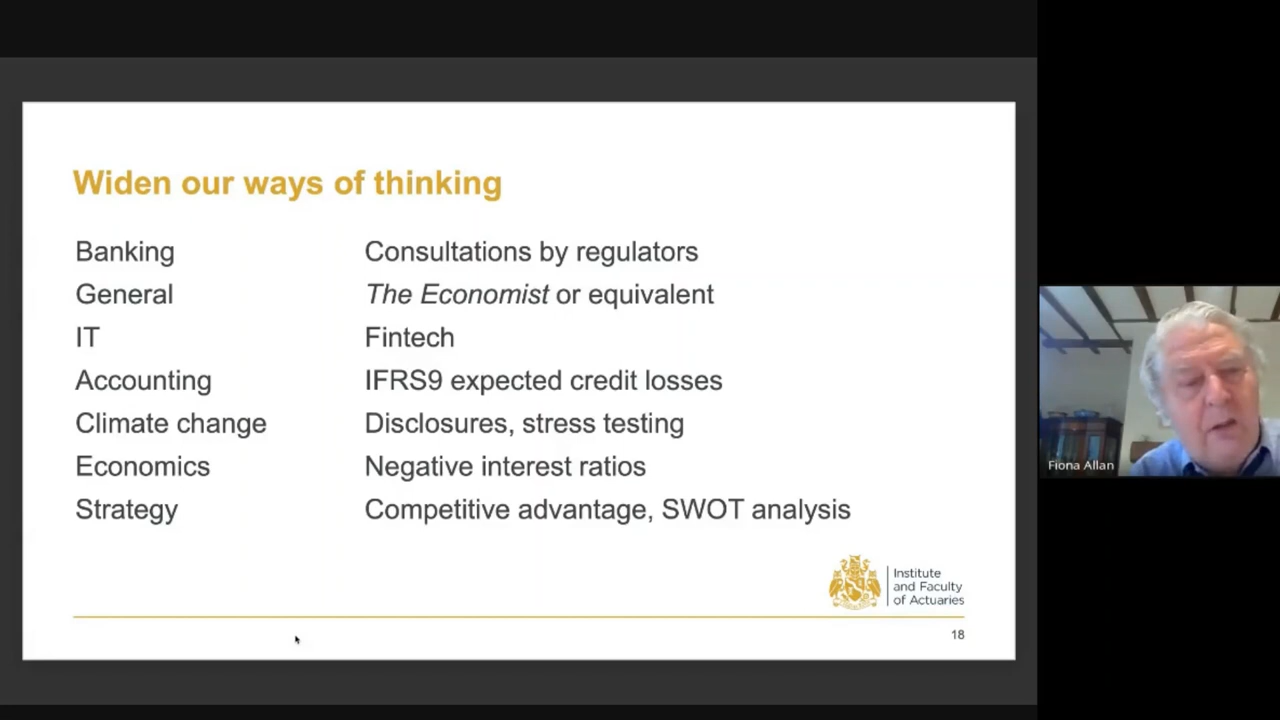 Widen our ways of thinking
Banking Consultations by regulators
General The Economist or equivalent
IT Fintech
Accounting IFRS9 expected credit losses
Climate change Disclosures, stress testing
Economics Negative interest ratios
Strategy Competitive advantage, SWOT analysis
Institute
and Faculty
of Actuaries
18
Fiona Allan